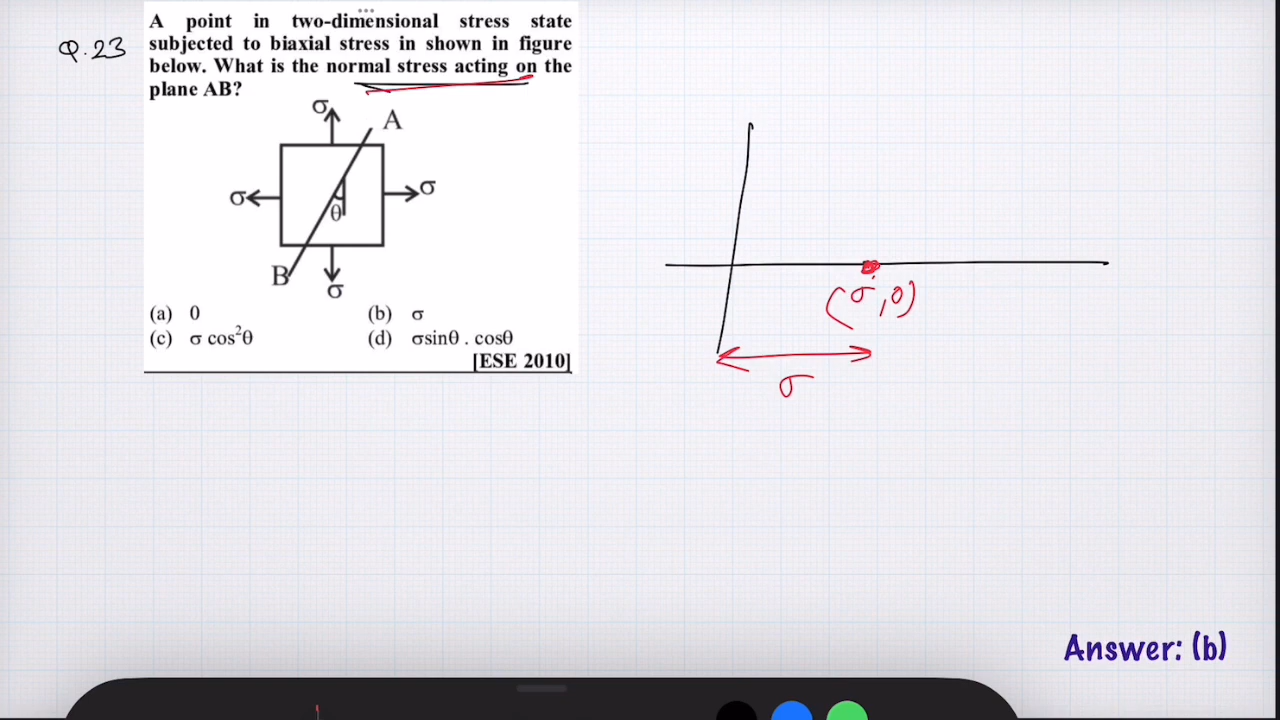 Q.23
A point in two-dimensional stress state
subjected to biaxial stress in shown in figure
below. What is the normal stress acting on the
plane AB?
σ
A
σ
σ
θ
B
σ
(a) 0
(b) σ
(c) σ cos²θ
(d) σsinθ . cosθ
[ESE 2010]
(σ,0)
σ
Answer: (b)